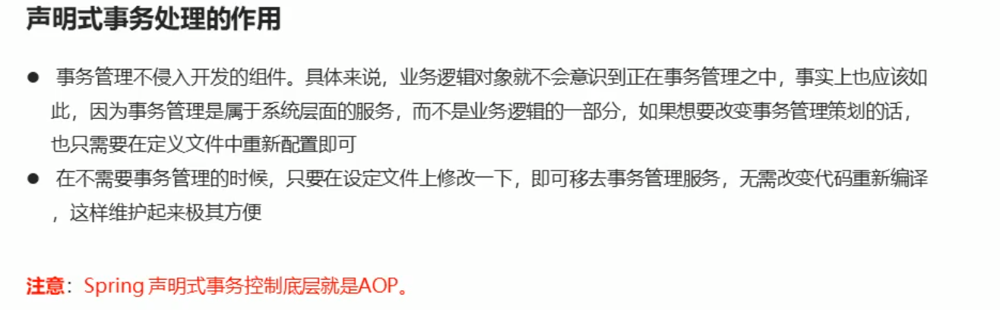 声明式事务处理的作用
● 事务管理不侵入开发的组件。具体来说，业务逻辑对象就不会意识到正在事务管理之中，事实上也应该如
此，因为事务管理是属于系统层面的服务，而不是业务逻辑的一部分，如果想要改变事务管理策划的话，
也只需要在定义文件中重新配置即可
● 在不需要事务管理的时候，只要在设定文件上修改一下，即可移去事务管理服务，无需改变代码重新编译
，这样维护起来极其方便
注意：Spring 声明式事务控制底层就是AOP。